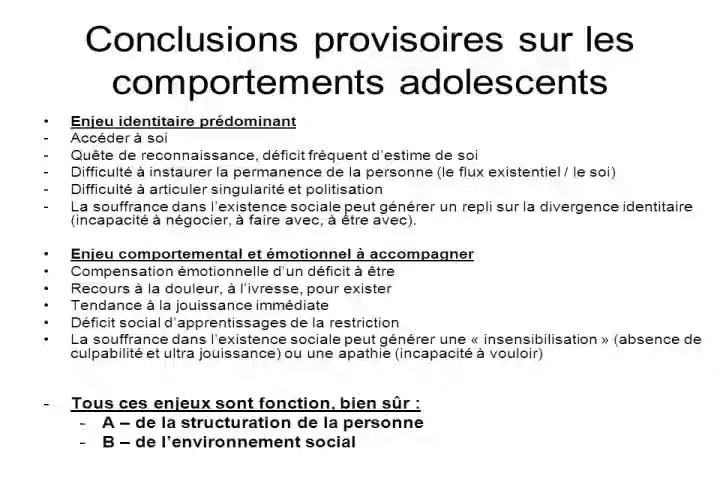 Conclusions provisoires sur les
comportements adolescents
• Enjeu identitaire prédominant
- Accéder à soi
- Quête de reconnaissance, déficit fréquent d'estime de soi
- Difficulté à instaurer la permanence de la personne (le flux existentiel / le soi)
- Difficulté à articuler singularité et politisation
- La souffrance dans l'existence sociale peut générer un repli sur la divergence identitaire
(incapacité à négocier, à faire avec, à être avec).
• Enjeu comportemental et émotionnel à accompagner
• Compensation émotionnelle d'un déficit à être
• Recours à la douleur, à l'ivresse, pour exister
• Tendance à la jouissance immédiate
• Déficit social d'apprentissages de la restriction
• La souffrance dans l'existence sociale peut générer une « insensibilisation » (absence de
culpabilité et ultra jouissance) ou une apathie (incapacité à vouloir)
- Tous ces enjeux sont fonction, bien sûr :
- A – de la structuration de la personne
- B – de l'environnement social